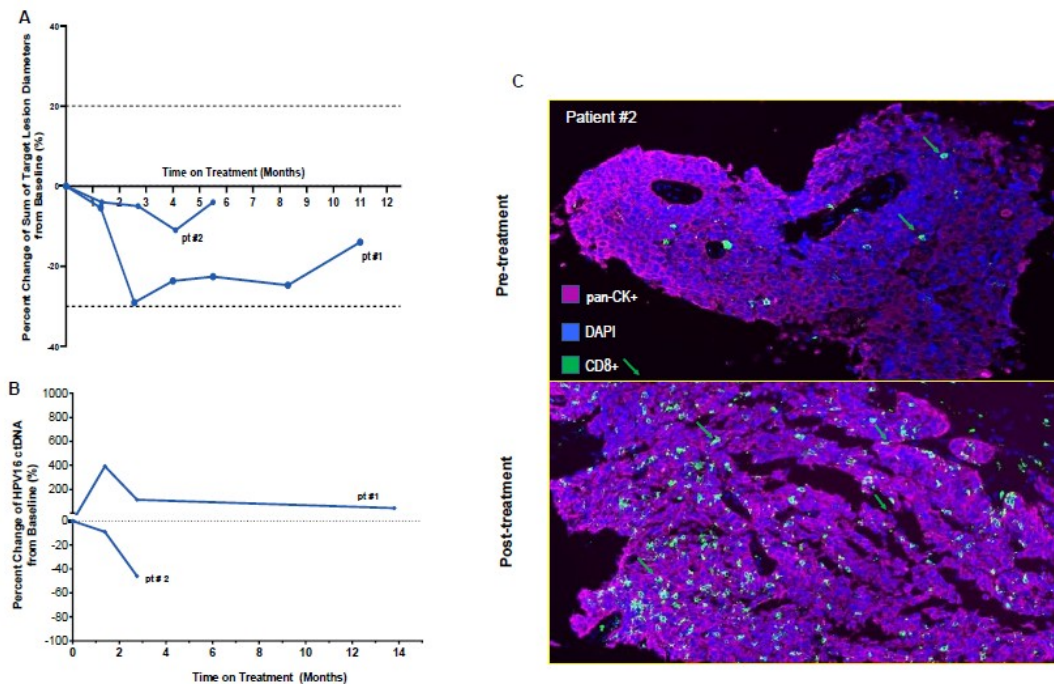 A
Percent Change of Sum of Target Lesion Diameters
from Baseline (%)
40
20
0
-20
-40
Time on Treatment (Months)
1 2 3 4 5 6 7 8 9 10 11 12
pt #2
pt #1
B
Percent Change of HPV16 ctDNA
from Baseline (%)
1000
800
600
400
200
0
-20
-40
-60
-80
-100
pt #1
pt # 2
0 2 4 6 8 10 12 14
Time on Treatment (Months)
C
Pre-treatment
Patient #2
pan-CK+
DAPI
CD8+
Post-treatment